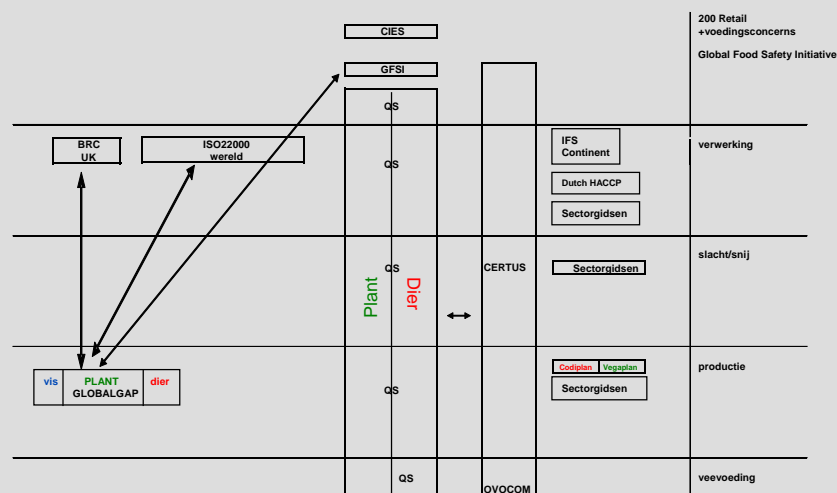 200 Retail
+voedingsconcerns
CIES
Global Food Safety Initiative
GFSI
QS
BRC
UK
ISO22000
wereld
QS
IFS
Continent
verwerking
Dutch HACCP
Sectorgidsen
QS
CERTUS
Sectorgidsen
slacht/snij
Plant
Dier
vis
PLANT
dier
GLOBALGAP
QS
Codiplan
Vegaplan
Sectorgidsen
productie
QS
OVOCOM
veevoeding